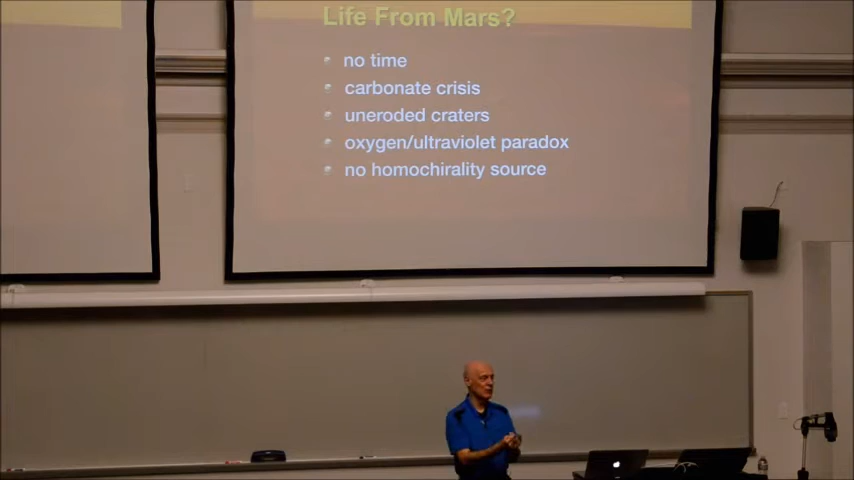 Life From Mars?
no time
carbonate crisis
uneroded craters
oxygen/ultraviolet paradox
no homochirality source